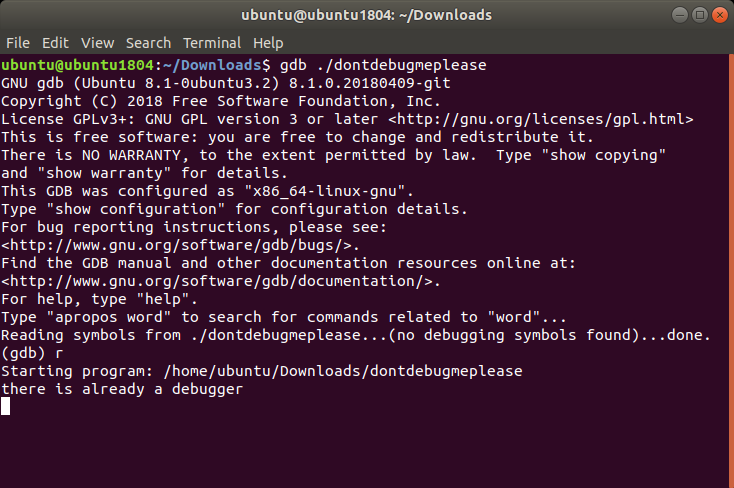 ubuntu@ubuntu1804: ~/Downloads
File Edit View Search Terminal Help
ubuntu@ubuntu1804:~/Downloads$ gdb ./dontdebugmeplease
GNU gdb (Ubuntu 8.1-0ubuntu3.2) 8.1.0.20180409-git
Copyright (C) 2018 Free Software Foundation, Inc.
License GPLv3+: GNU GPL version 3 or later <http://gnu.org/licenses/gpl.html>
This is free software: you are free to change and redistribute it.
There is NO WARRANTY, to the extent permitted by law.  Type "show copying"
and "show warranty" for details.
This GDB was configured as "x86_64-linux-gnu".
Type "show configuration" for configuration details.
For bug reporting instructions, please see:
<http://www.gnu.org/software/gdb/bugs/>.
Find the GDB manual and other documentation resources online at:
<http://www.gnu.org/software/gdb/documentation/>.
For help, type "help".
Type "apropos word" to search for commands related to "word"...
Reading symbols from ./dontdebugmeplease...(no debugging symbols found)...done.
(gdb) r
Starting program: /home/ubuntu/Downloads/dontdebugmeplease
there is already a debugger